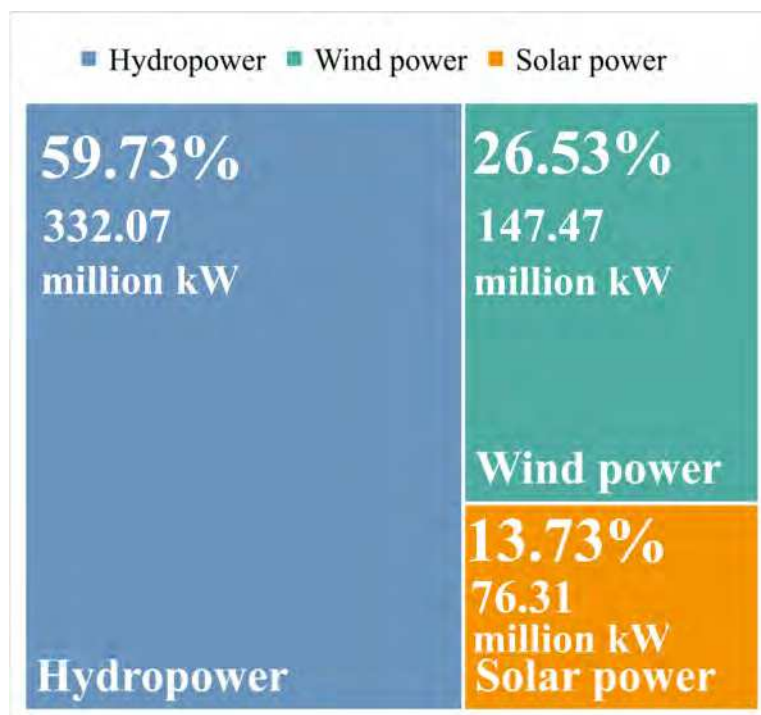 Hydropower Wind power Solar power
59.73%
332.07
million kW
Hydropower
26.53%
147.47
million kW
Wind power
13.73%
76.31
million kW
Solar power